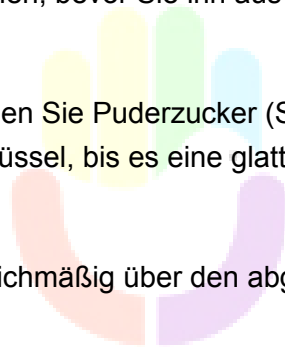 bevor Sie ihn aus
en Sie Puderzucker (S
üssel, bis es eine glatt
ichmäßig über den abg